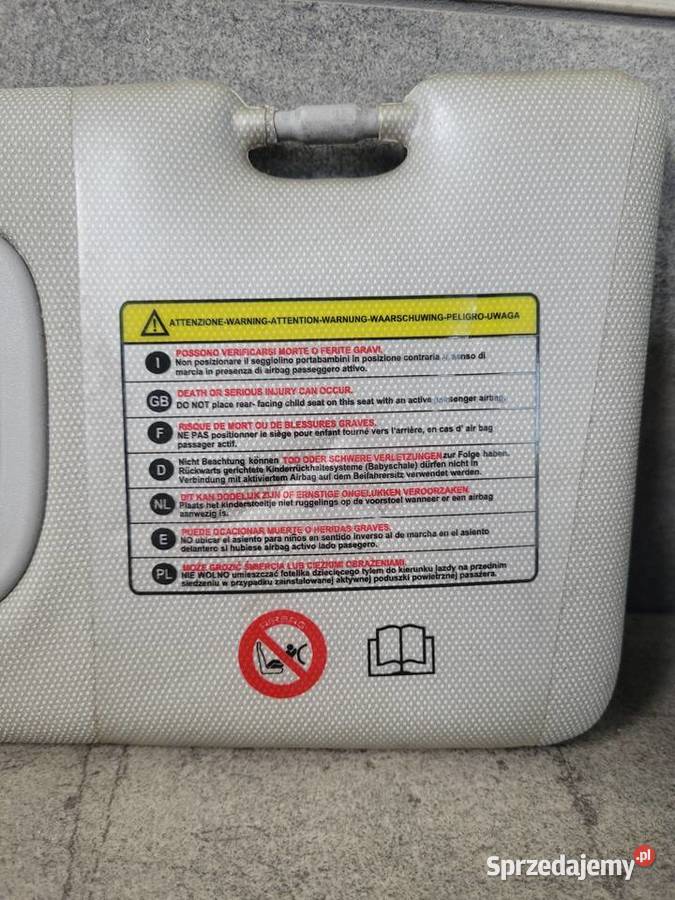 ATTENZIONE-WARNING-ATTENTION-WARNUNG-WAARSCHUWING-PELIGRO-UWAGA
I
POSSONO VERIFICARSI MORTE O FERITE GRAVI.
Non posizionare il seggiolino portabambini in posizione contraria al senso di
marcia in presenza di airbag passeggero attivo.
GB
DEATH OR SERIOUS INJURY CAN OCCUR.
DO NOT place rear- facing child seat on this seat with an active passenger airbag.
F
RISQUE DE MORT OU DE BLESSURES GRAVES.
NE PAS positionner le siège pour enfant tourné vers l'arrière, en cas d' air bag
passager actif.
D
Nicht Beachtung können TOD ODER SCHWERE VERLETZUNGEN zur Folge haben.
Rückwarts gerichtete Kinderrückhaltesysteme (Babyschale) dürfen nicht in
Verbindung mit aktiviertem Airbag auf dem Beifahrersitz verwendet werden.
NL
DIT KAN DODELIJK ZIJN OF ERNSTIGE ONGELUKKEN VEROORZAKEN.
Plaats het kinderstoeltje niet ruggelings op de voorstoel wanneer er een airbag
aanwezig is.
E
PUEDE OCACIONAR MUERTE O HERIDAS GRAVES.
NO ubicar el asiento para niños en sentido inverso al de marcha en el asiento
delantero si hubiese airbag activo lado pasegero.
PL
MOŻE GROZIĆ ŚMIERCIĄ LUB CIĘŻKIMI OBRAŻENIAMI.
NIE WOLNO umieszczać fotelika dziecięcego tyłem do kierunku jazdy na przednim
siedzeniu w przypadku zainstalowanej aktywnej poduszki powietrznej pasażera.
AIRBAG
Sprzedajemy.pl